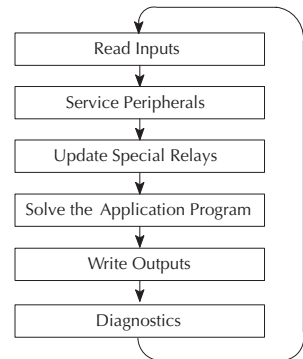 Read Inputs
Service Peripherals
Update Special Relays
Solve the Application Program
Write Outputs
Diagnostics